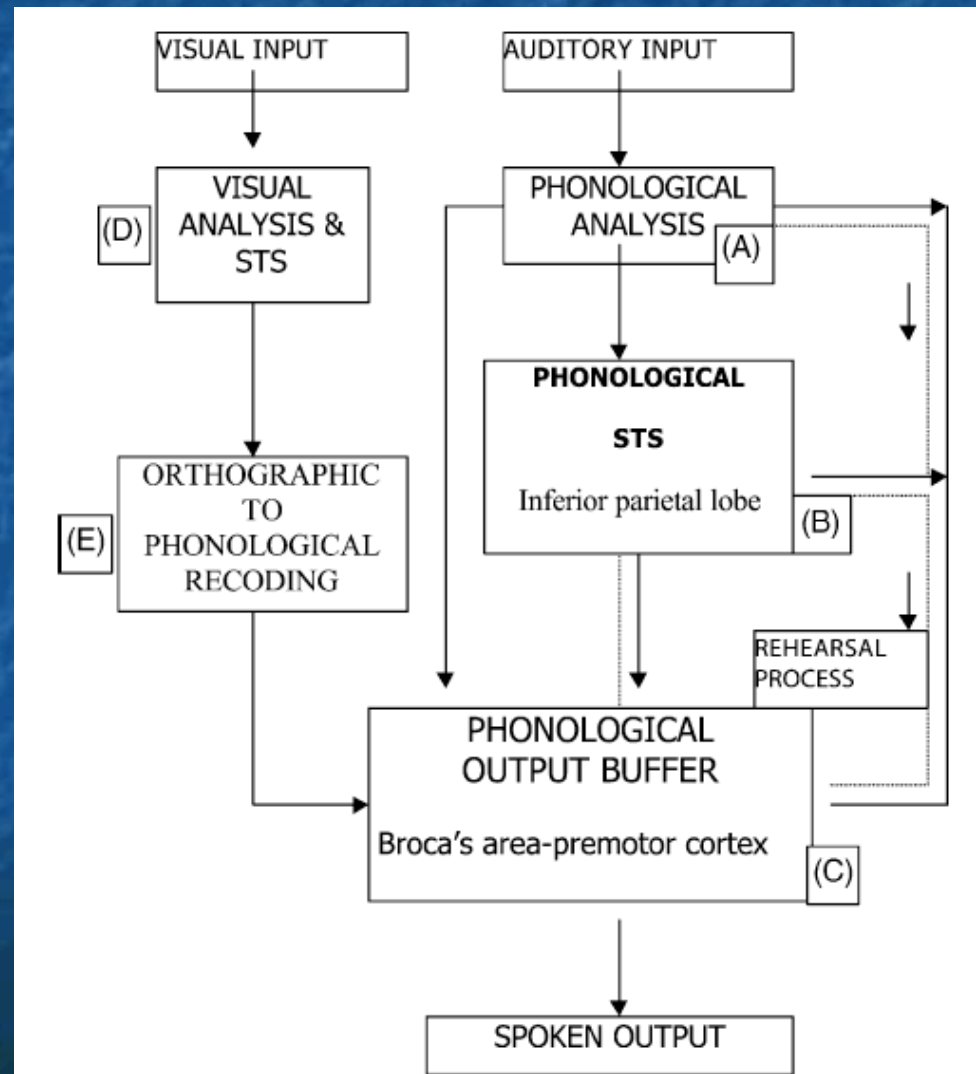 VISUAL INPUT
AUDITORY INPUT
VISUAL
ANALYSIS &
STS
(D)
PHONOLOGICAL
ANALYSIS
(A)
PHONOLOGICAL
STS
Inferior parietal lobe
(B)
ORTHOGRAPHIC
TO
PHONOLOGICAL
RECODING
(E)
REHEARSAL
PROCESS
PHONOLOGICAL
OUTPUT BUFFER
Broca's area-premotor cortex
(C)
SPOKEN OUTPUT